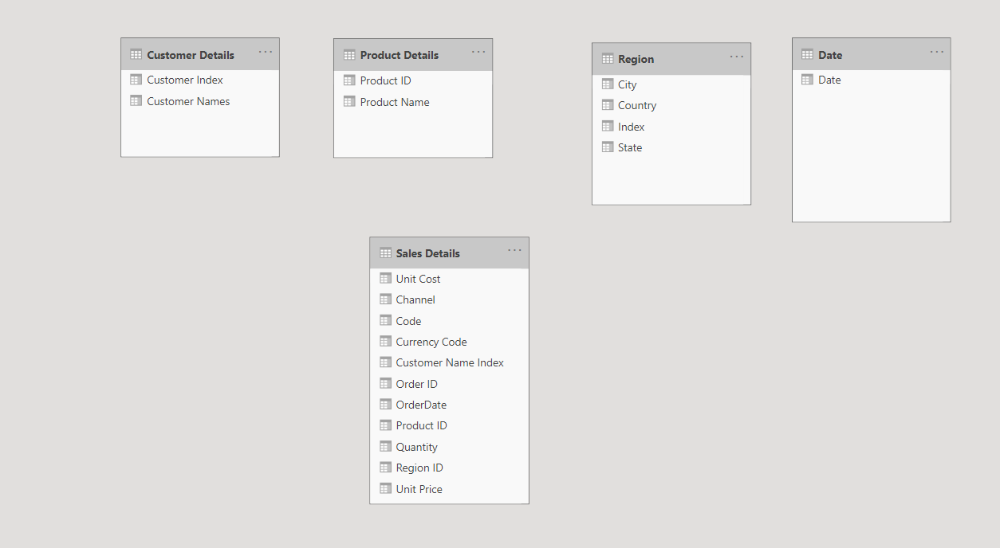 Customer Details
Customer Index
Customer Names
Product Details
Product ID
Product Name
Region
City
Country
Index
State
Date
Date
Sales Details
Unit Cost
Channel
Code
Currency Code
Customer Name Index
Order ID
OrderDate
Product ID
Quantity
Region ID
Unit Price